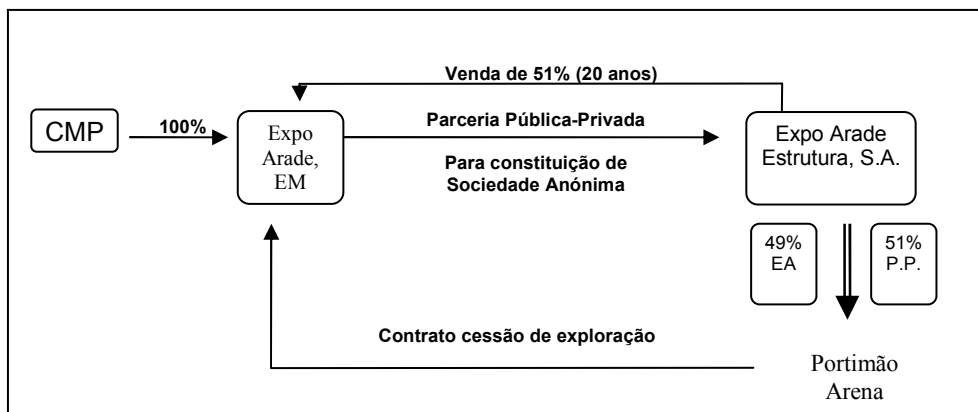 Venda de 51% (20 anos)
CMP
100%
Expo
Arade,
EM
Parceria Pública-Privada
Para constituição de
Sociedade Anónima
Expo Arade
Estrutura, S.A.
49%
EA
51%
P.P.
Contrato cessão de exploração
Portimão
Arena